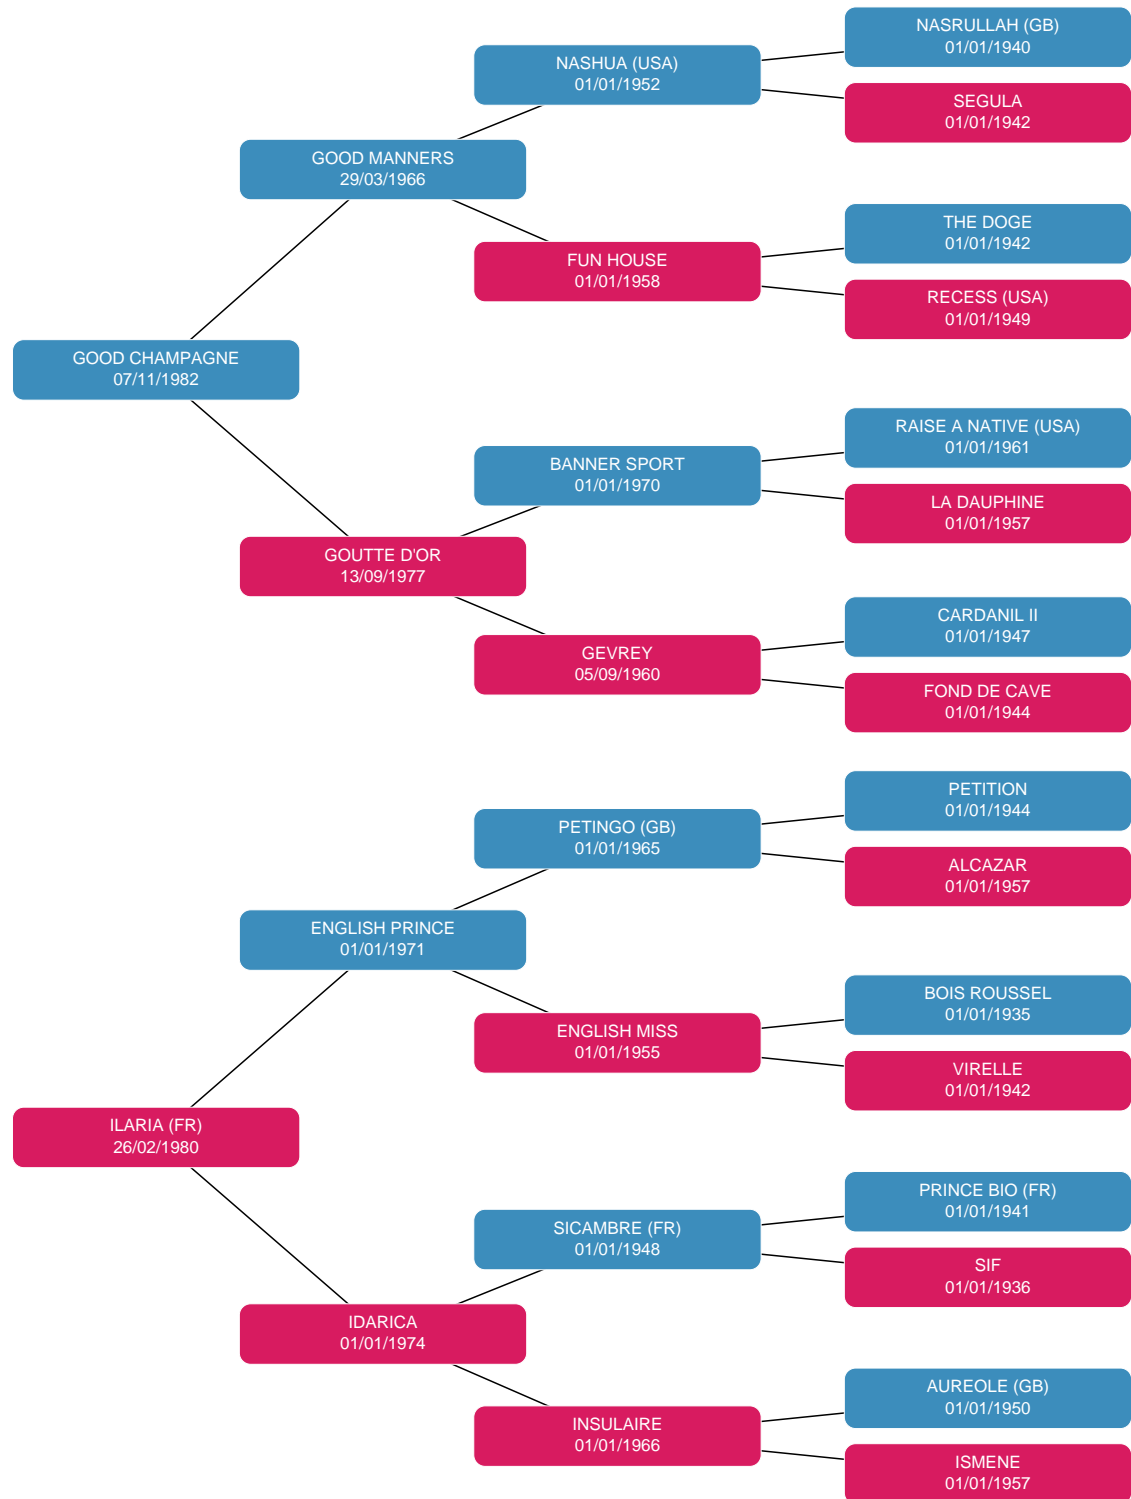 NASRULLAH (GB)
01/01/1940
NASHUA (USA)
01/01/1952
SEGULA
01/01/1942
GOOD MANNERS
29/03/1966
THE DOGE
01/01/1942
FUN HOUSE
01/01/1958
RECESS (USA)
01/01/1949
GOOD CHAMPAGNE
07/11/1982
RAISE A NATIVE (USA)
01/01/1961
BANNER SPORT
01/01/1970
LA DAUPHINE
01/01/1957
GOUTTE D'OR
13/09/1977
CARDANIL II
01/01/1947
GEVREY
05/09/1960
FOND DE CAVE
01/01/1944
PETITION
01/01/1944
PETINGO (GB)
01/01/1965
ALCAZAR
01/01/1957
ENGLISH PRINCE
01/01/1971
BOIS ROUSSEL
01/01/1935
ENGLISH MISS
01/01/1955
VIRELLE
01/01/1942
ILARIA (FR)
26/02/1980
PRINCE BIO (FR)
01/01/1941
SICAMBRE (FR)
01/01/1948
SIF
01/01/1936
IDARICA
01/01/1974
AUREOLE (GB)
01/01/1950
INSULAIRE
01/01/1966
ISMENE
01/01/1957